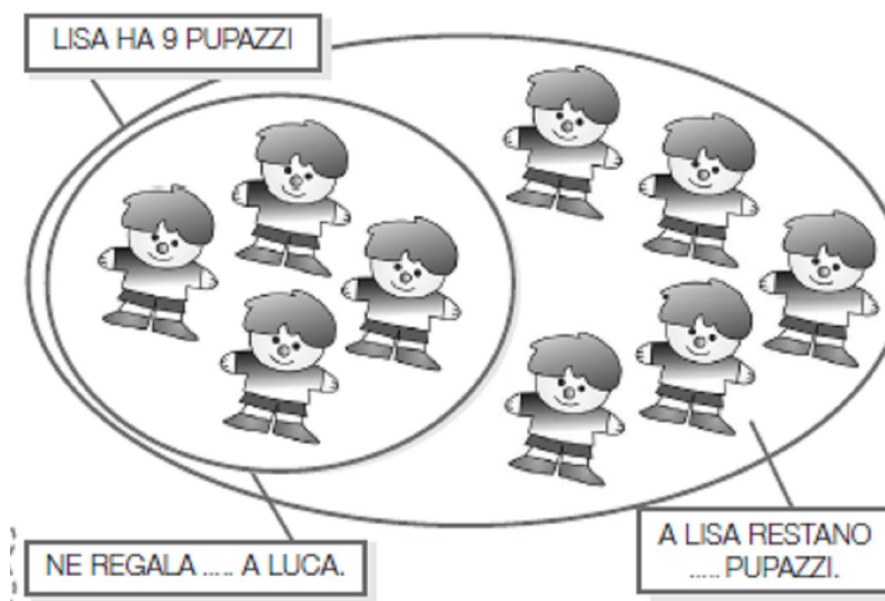 LISA HA 9 PUPAZZI
NE REGALA ..... A LUCA.
A LISA RESTANO
..... PUPAZZI.